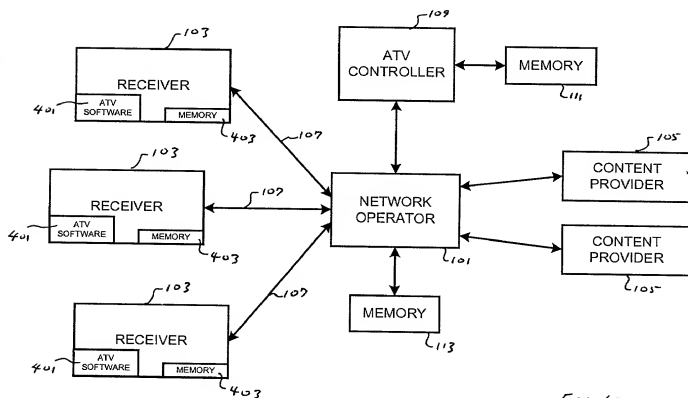 103
109
RECEIVER
ATV
CONTROLLER
MEMORY
111
401
ATV
SOFTWARE
MEMORY
403
107
103
105
CONTENT
PROVIDER
RECEIVER
107
NETWORK
OPERATOR
401
ATV
SOFTWARE
MEMORY
403
CONTENT
PROVIDER
101
105
103
107
RECEIVER
MEMORY
113
401
ATV
SOFTWARE
MEMORY
403